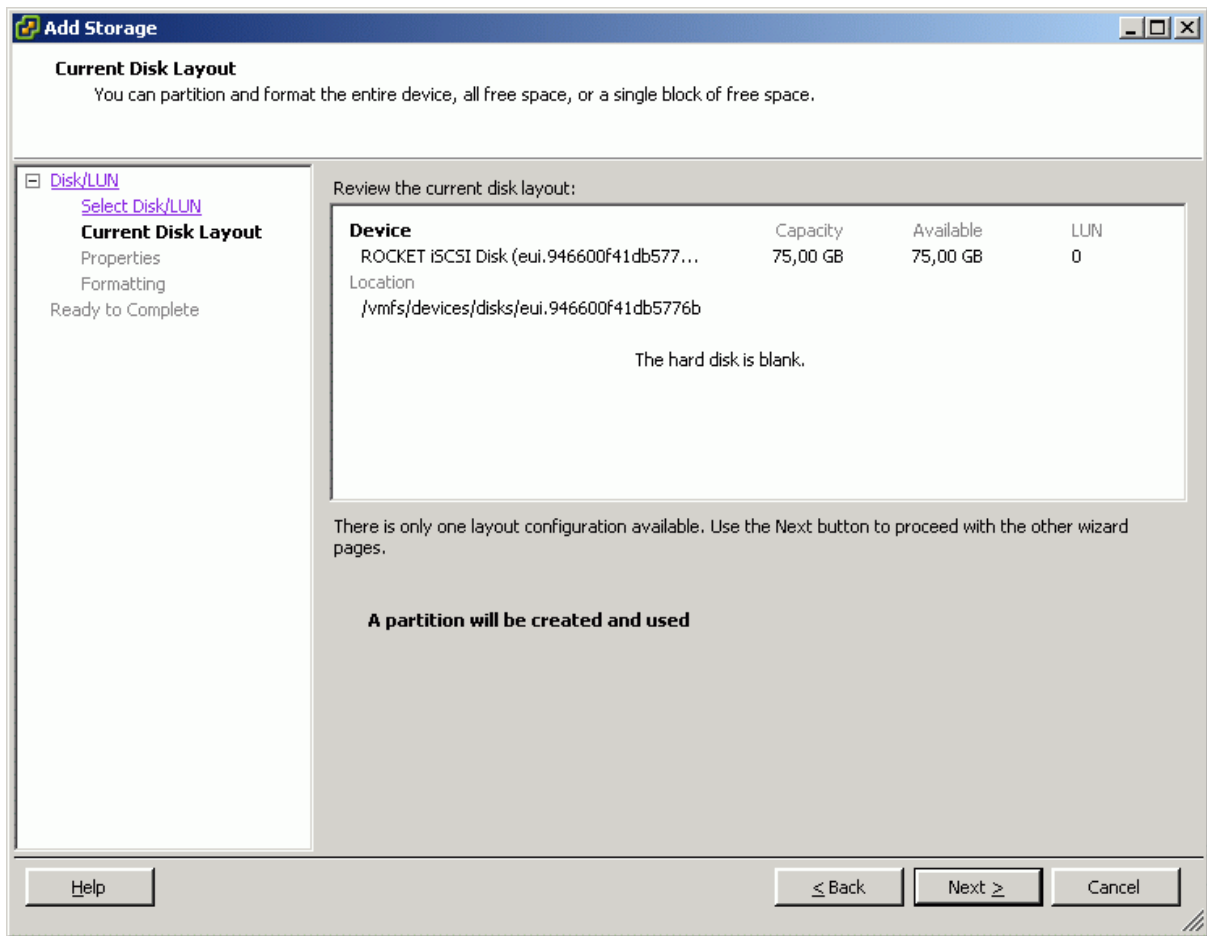 Add Storage
Current Disk Layout
You can partition and format the entire device, all free space, or a single block of free space.
Disk/LUN
Select Disk/LUN
Current Disk Layout
Properties
Formatting
Ready to Complete
Review the current disk layout:
Device Capacity Available LUN
ROCKET iSCSI Disk (eui.946600f41db577... 75,00 GB 75,00 GB 0
Location
/vmfs/devices/disks/eui.946600f41db5776b
The hard disk is blank.
There is only one layout configuration available. Use the Next button to proceed with the other wizard
pages.
A partition will be created and used
Help < Back Next > Cancel